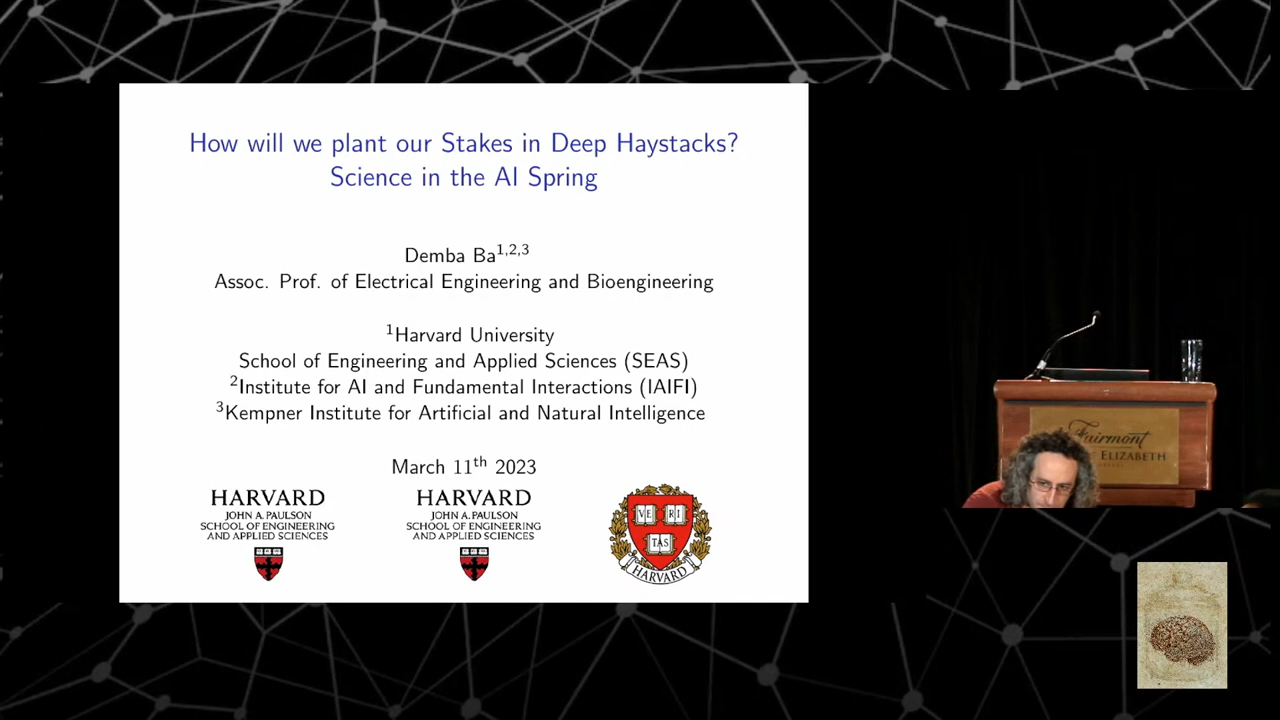 How will we plant our Stakes in Deep Haystacks?
Science in the AI Spring
Demba Ba1,2,3
Assoc. Prof. of Electrical Engineering and Bioengineering
1Harvard University
School of Engineering and Applied Sciences (SEAS)
2Institute for AI and Fundamental Interactions (IAIFI)
3Kempner Institute for Artificial and Natural Intelligence
March 11th 2023
HARVARD
JOHN A. PAULSON
SCHOOL OF ENGINEERING
AND APPLIED SCIENCES
HARVARD
JOHN A. PAULSON
SCHOOL OF ENGINEERING
AND APPLIED SCIENCES
VE RI
TAS
HARVARD
Fairmont
ELIZABETH